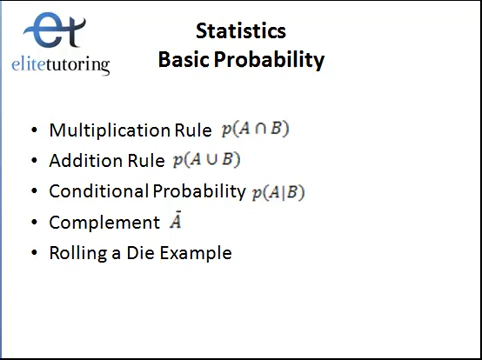 et
elitetutoring
Statistics
Basic Probability
• Multiplication Rule p(A ∩ B)
• Addition Rule p(A ∪ B)
• Conditional Probability p(A|B)
• Complement Ā
• Rolling a Die Example